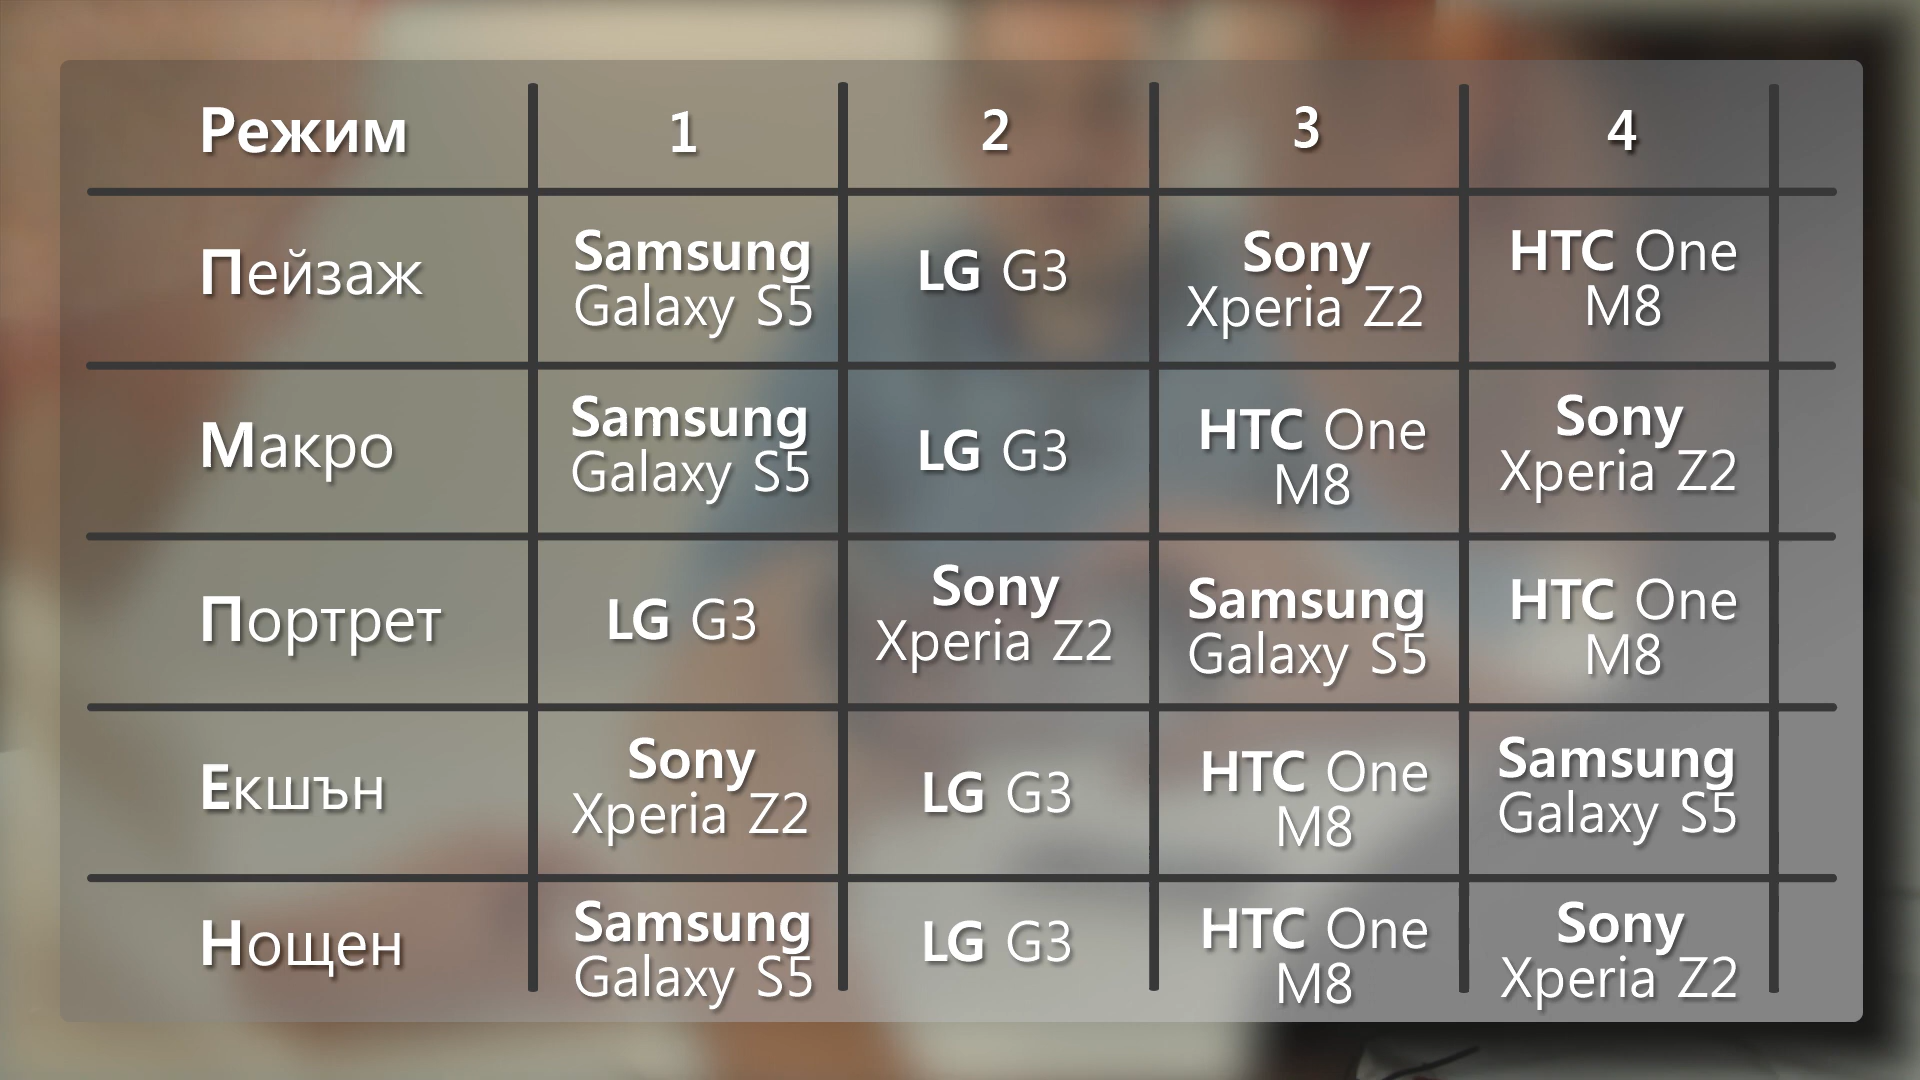 Режим 1 2 3 4
Пейзаж
Samsung
Galaxy S5
LG G3
Sony
Xperia Z2
HTC One
M8
Макро
Samsung
Galaxy S5
LG G3
HTC One
M8
Sony
Xperia Z2
Портрет
LG G3
Sony
Xperia Z2
Samsung
Galaxy S5
HTC One
M8
Екшън
Sony
Xperia Z2
LG G3
HTC One
M8
Samsung
Galaxy S5
Нощен
Samsung
Galaxy S5
LG G3
HTC One
M8
Sony
Xperia Z2